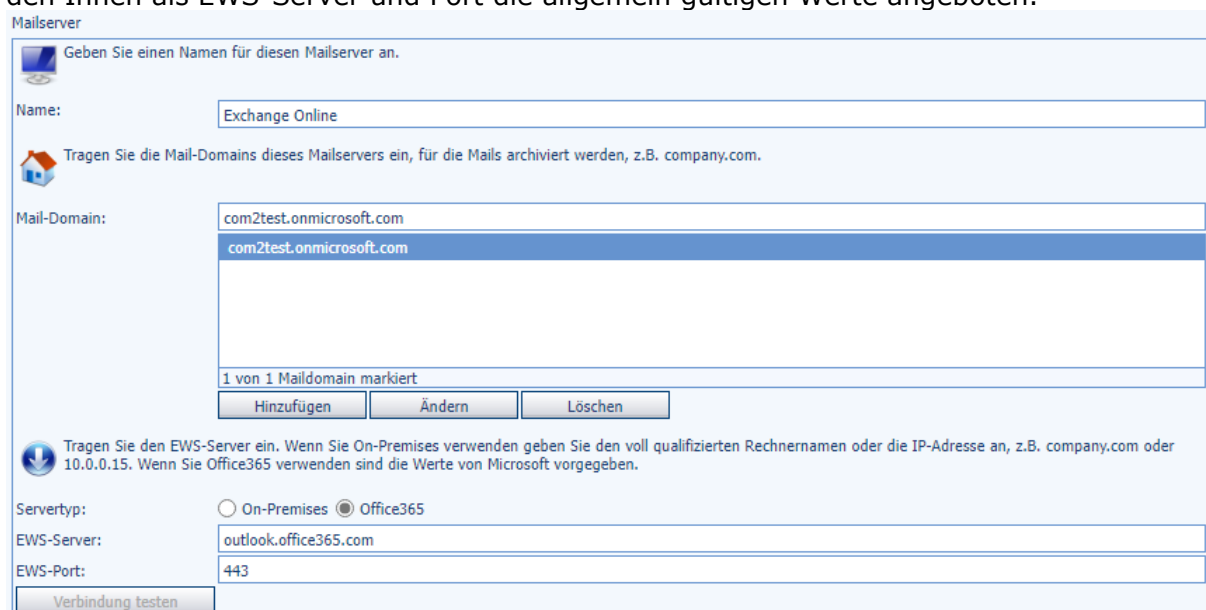 den Ihnen als EWS-Server und Port die allgemein gültigen Werte angeboten.
Mailserver
Geben Sie einen Namen für diesen Mailserver an.
Name:
Exchange Online
Tragen Sie die Mail-Domains dieses Mailservers ein, für die Mails archiviert werden, z.B. company.com.
Mail-Domain:
com2test.onmicrosoft.com
com2test.onmicrosoft.com
1 von 1 Maildomain markiert
Hinzufügen Ändern Löschen
Tragen Sie den EWS-Server ein. Wenn Sie On-Premises verwenden geben Sie den voll qualifizierten Rechnernamen oder die IP-Adresse an, z.B. company.com oder
10.0.0.15. Wenn Sie Office365 verwenden sind die Werte von Microsoft vorgegeben.
Servertyp: On-Premises Office365
EWS-Server: outlook.office365.com
EWS-Port: 443
Verbindung testen